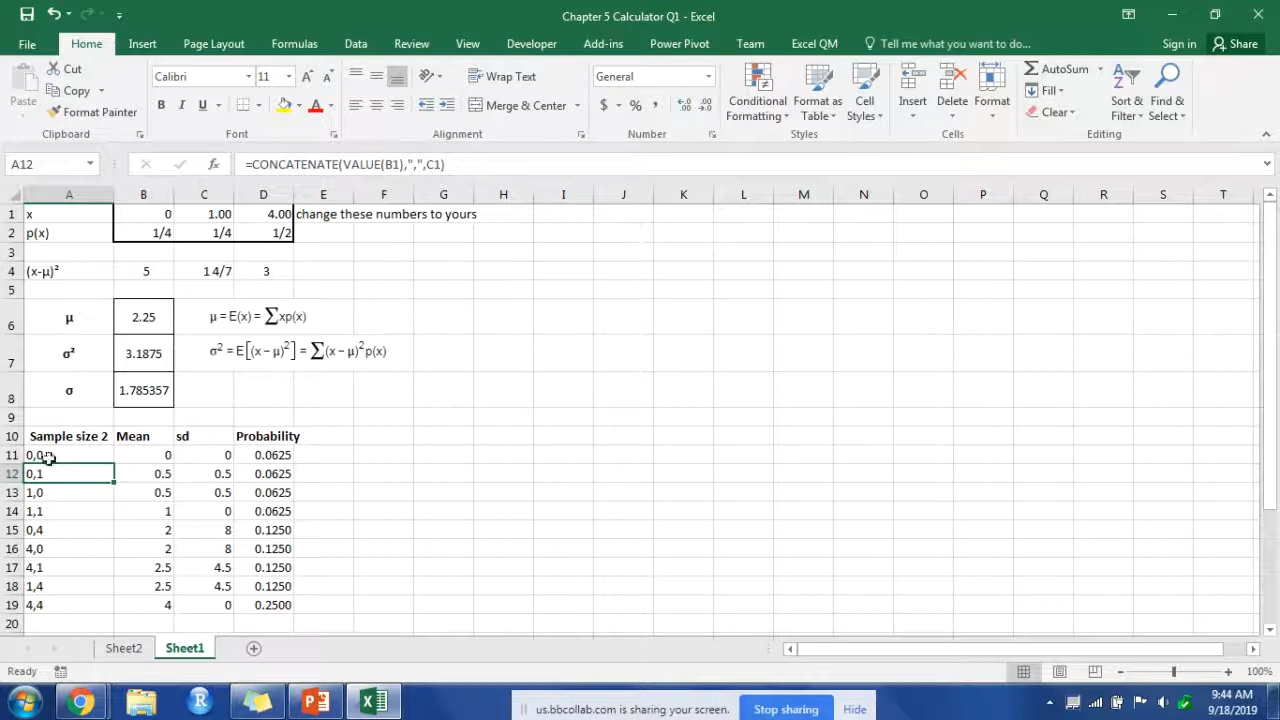 Chapter 5 Calculator Q1 - Excel
File Home Insert Page Layout Formulas Data Review View Developer Add-ins Power Pivot Team Excel QM Tell me what you want to do... Sign in Share
Paste Cut Copy Format Painter
Calibri 11
B I U
Wrap Text
Merge & Center
General
$ % ,
Conditional Formatting Format as Table Cell Styles
Insert Delete Format
AutoSum Fill Clear
Sort & Filter Find & Select
Clipboard Font Alignment Number Styles Cells Editing
A12 fx =CONCATENATE(VALUE(B1),",",C1)
A B C D E F G H I J K L M N O P Q R S T
1 x 0 1.00 4.00 change these numbers to yours
2 p(x) 1/4 1/4 1/2
3
4 (x-μ)² 5 1 4/7 3
5
6 μ 2.25 μ = E(x) = ∑xp(x)
7 σ² 3.1875 σ² = E[(x − μ)²] = ∑(x − μ)²p(x)
8 σ 1.785357
9
10 Sample size 2 Mean sd Probability
11 0,0 0 0 0.0625
12 0,1 0.5 0.5 0.0625
13 1,0 0.5 0.5 0.0625
14 1,1 1 0 0.0625
15 0,4 2 8 0.1250
16 4,0 2 8 0.1250
17 4,1 2.5 4.5 0.1250
18 1,4 2.5 4.5 0.1250
19 4,4 4 0 0.2500
20
Sheet2 Sheet1
Ready 100%
us.bbcollab.com is sharing your screen. Stop sharing Hide
9:44 AM
9/18/2019